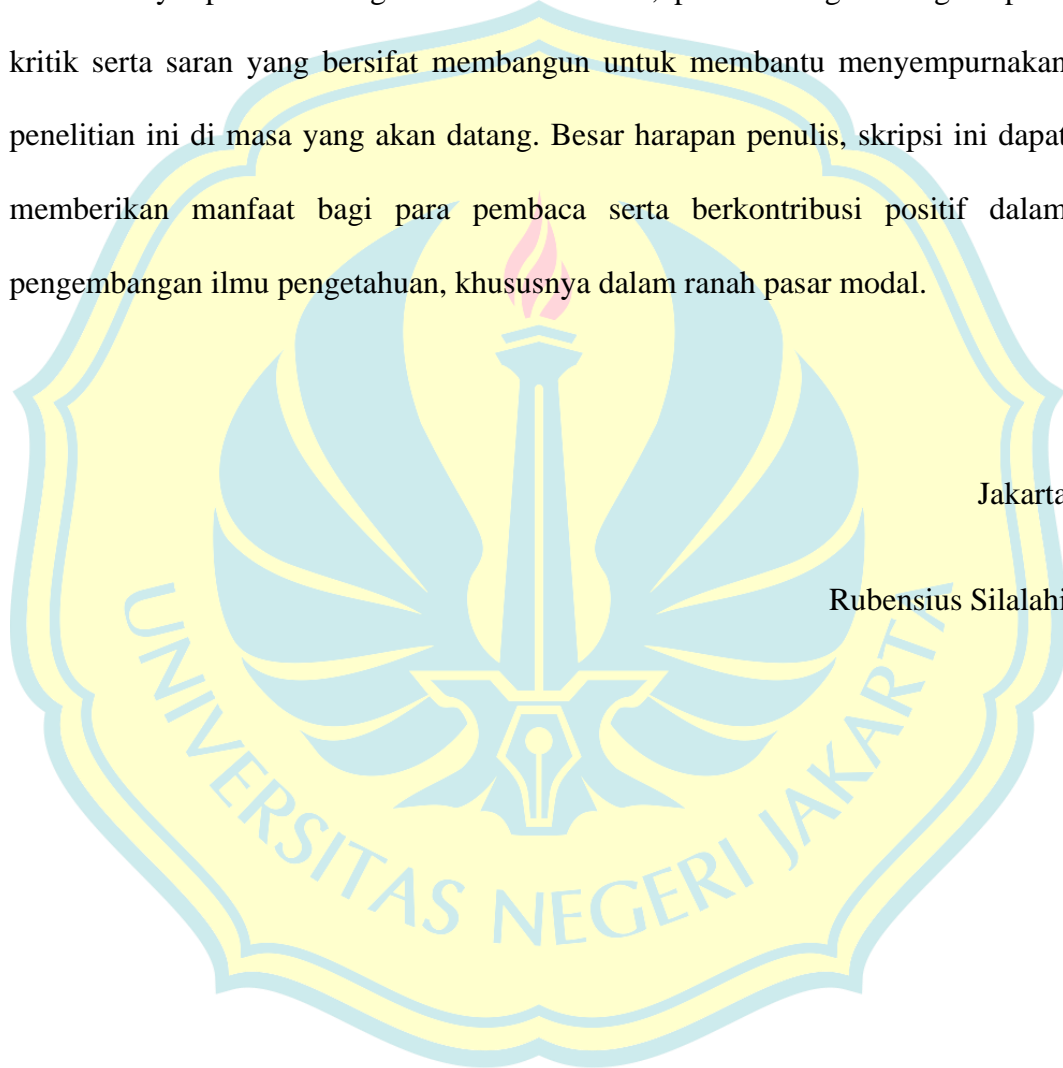 kritik serta saran yang bersifat membangun untuk membantu menyempurnakan
penelitian ini di masa yang akan datang. Besar harapan penulis, skripsi ini dapat
memberikan manfaat bagi para pembaca serta berkontribusi positif dalam
pengembangan ilmu pengetahuan, khususnya dalam ranah pasar modal.
Jakarta
Rubensius Silalahi
UNIVERSITAS NEGERI JAKARTA